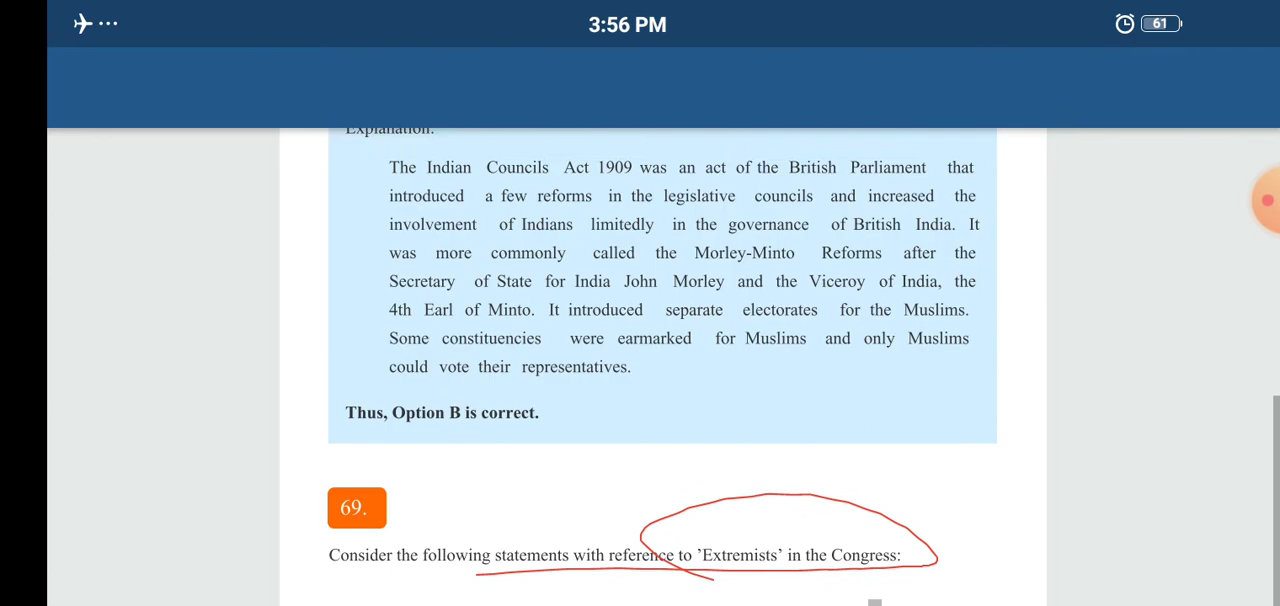 3:56 PM
61
Explanation:
The Indian Councils Act 1909 was an act of the British Parliament that
introduced a few reforms in the legislative councils and increased the
involvement of Indians limitedly in the governance of British India. It
was more commonly called the Morley-Minto Reforms after the
Secretary of State for India John Morley and the Viceroy of India, the
4th Earl of Minto. It introduced separate electorates for the Muslims.
Some constituencies were earmarked for Muslims and only Muslims
could vote their representatives.
Thus, Option B is correct.
69.
Consider the following statements with reference to ’Extremists’ in the Congress: